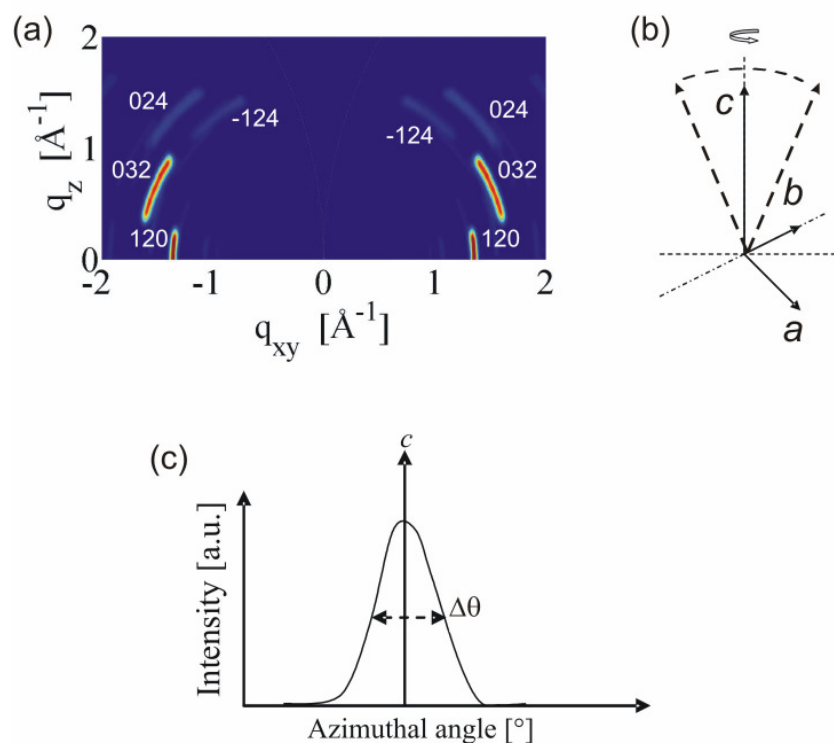 (a)
2
024
-124
1
032
120
0
-2
-1
0
1
2
q_z [Å⁻¹]
024
-124
032
120
q_xy [Å⁻¹]
(b)
c
b
a
(c)
c
Δθ
Intensity [a.u.]
Azimuthal angle [°]